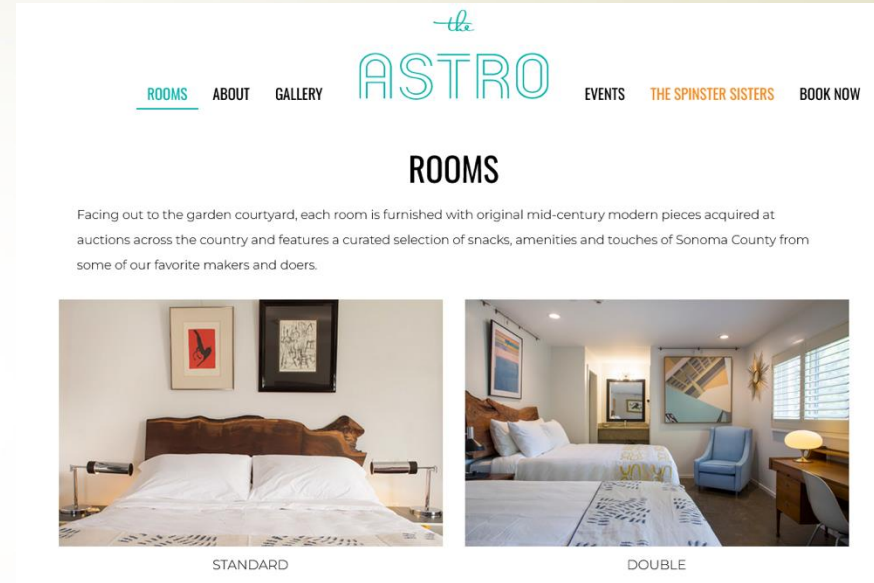 the
ASTRO
ROOMS ABOUT GALLERY EVENTS THE SPINSTER SISTERS BOOK NOW
ROOMS
Facing out to the garden courtyard, each room is furnished with original mid-century modern pieces acquired at
auctions across the country and features a curated selection of snacks, amenities and touches of Sonoma County from
some of our favorite makers and doers.
STANDARD DOUBLE